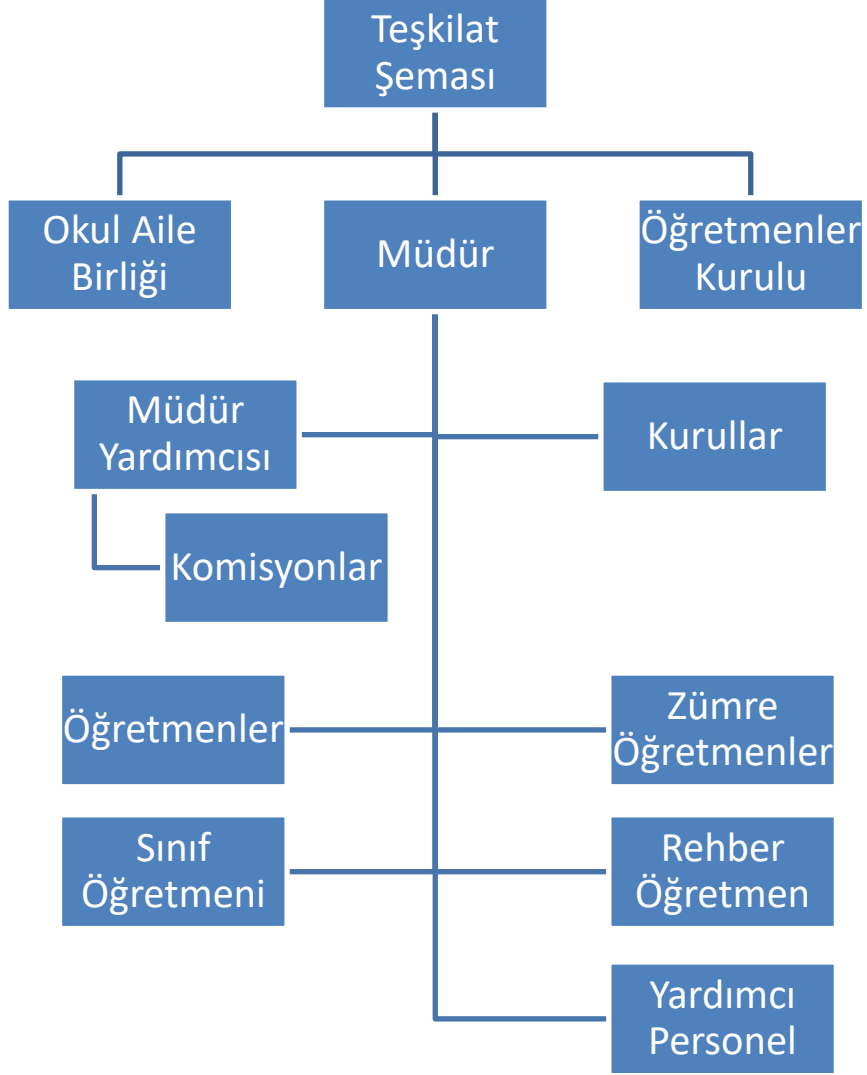 Teşkilat
Şeması
Okul Aile
Birliği
Müdür
Öğretmenler
Kurulu
Müdür
Yardımcısı
Kurullar
Komisyonlar
Öğretmenler
Zümre
Öğretmenler
Sınıf
Öğretmeni
Rehber
Öğretmen
Yardımcı
Personel